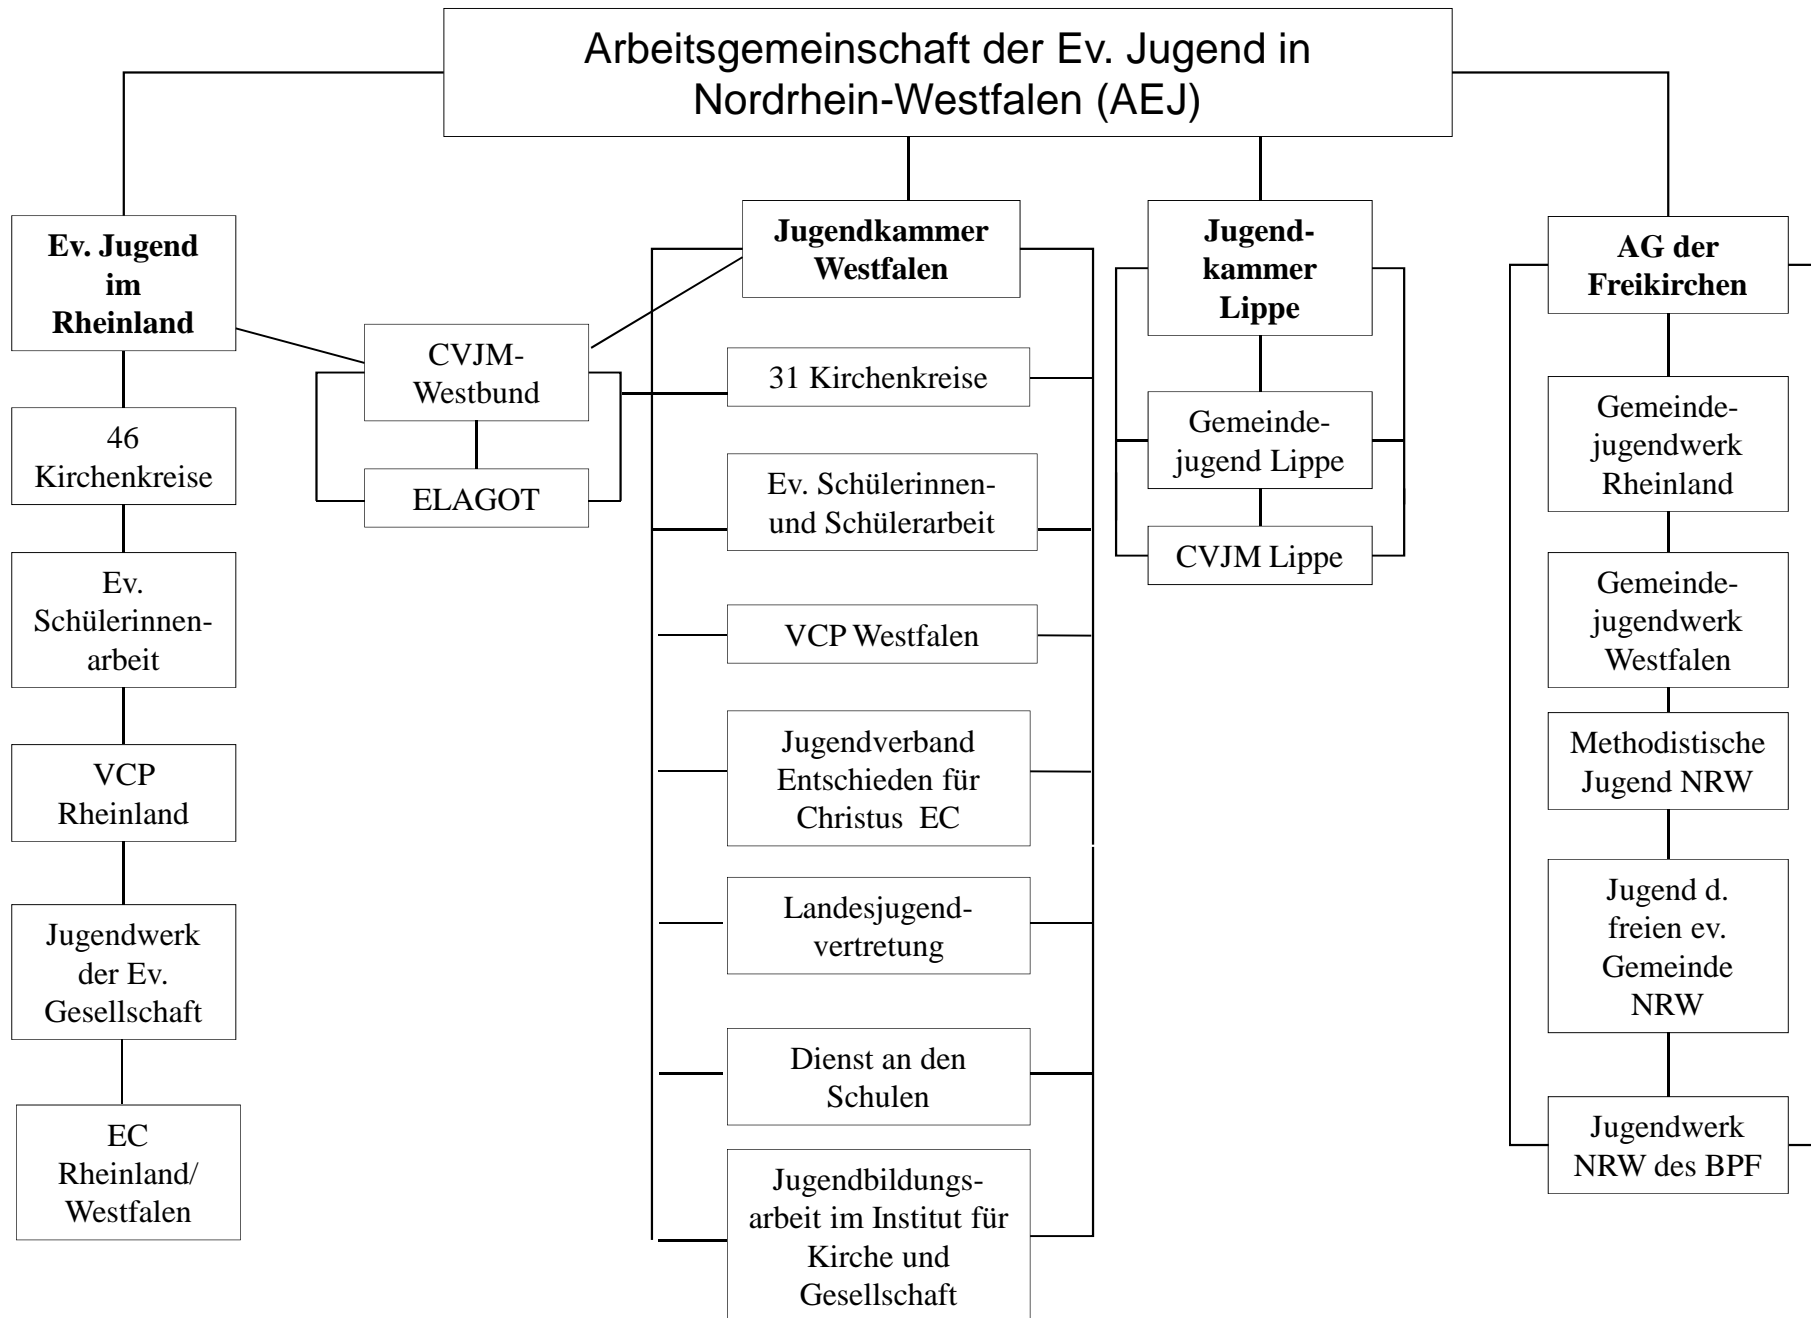 Arbeitsgemeinschaft der Ev. Jugend in
Nordrhein-Westfalen (AEJ)
Ev. Jugend
im
Rheinland
46
Kirchenkreise
Ev.
Schülerinnen-
arbeit
VCP
Rheinland
Jugendwerk
der Ev.
Gesellschaft
EC
Rheinland/
Westfalen
CVJM-
Westbund
ELAGOT
Jugendkammer
Westfalen
31 Kirchenkreise
Ev. Schülerinnen-
und Schülerarbeit
VCP Westfalen
Jugendverband
Entschieden für
Christus EC
Landesjugend-
vertretung
Dienst an den
Schulen
Jugendbildungs-
arbeit im Institut für
Kirche und
Gesellschaft
Jugend-
kammer
Lippe
Gemeinde-
jugend Lippe
CVJM Lippe
AG der
Freikirchen
Gemeinde-
jugendwerk
Rheinland
Gemeinde-
jugendwerk
Westfalen
Methodistische
Jugend NRW
Jugend d.
freien ev.
Gemeinde
NRW
Jugendwerk
NRW des BPF